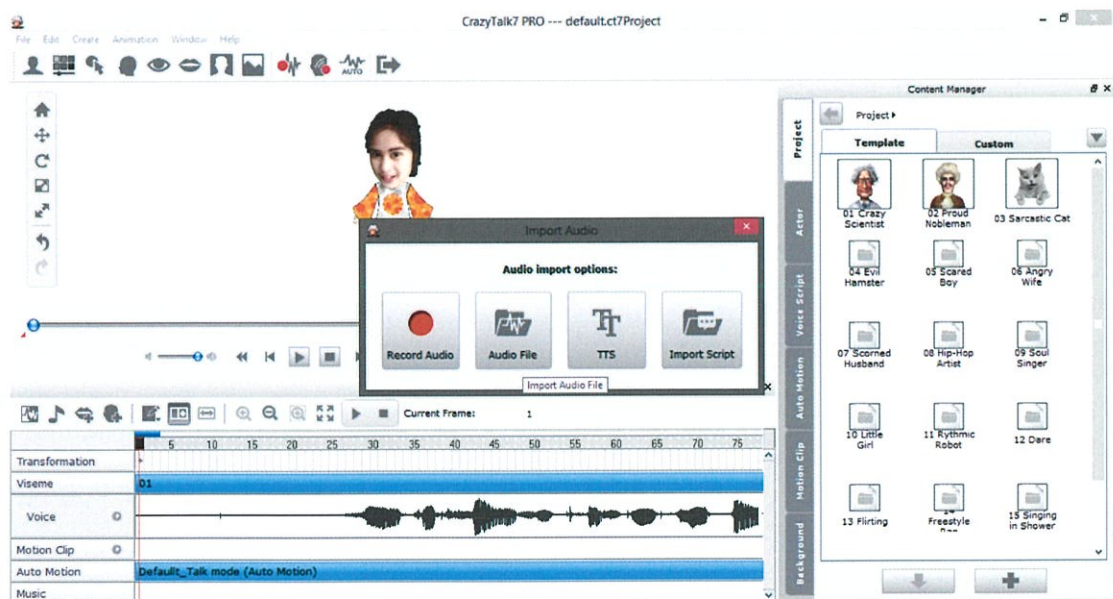 CrazyTalk7 PRO --- default.ct7Project
File Edit Create Animation Window Help
AUTO
Content Manager
Project
Template
Custom
Project
Actor
Voice Script
Auto Motion
Motion Clip
Background
01 Crazy
Scientist
02 Proud
Nobleman
03 Sarcastic Cat
04 Evil
Hamster
05 Scared
Boy
06 Angry
Wife
07 Scorned
Husband
08 Hip-Hop
Artist
09 Soul
Singer
10 Little
Girl
11 Rythmic
Robot
12 Dare
13 Flirting
14
Freestyle
15 Singing
in Shower
Import Audio
Audio import options:
Record Audio
Audio File
TT
TTS
Import Script
Import Audio File
Current Frame: 1
5 10 15 20 25 30 35 40 45 50 55 60 65 70 75
Transformation
Viseme
01
Voice
Motion Clip
Auto Motion
Default_Talk mode (Auto Motion)
Music